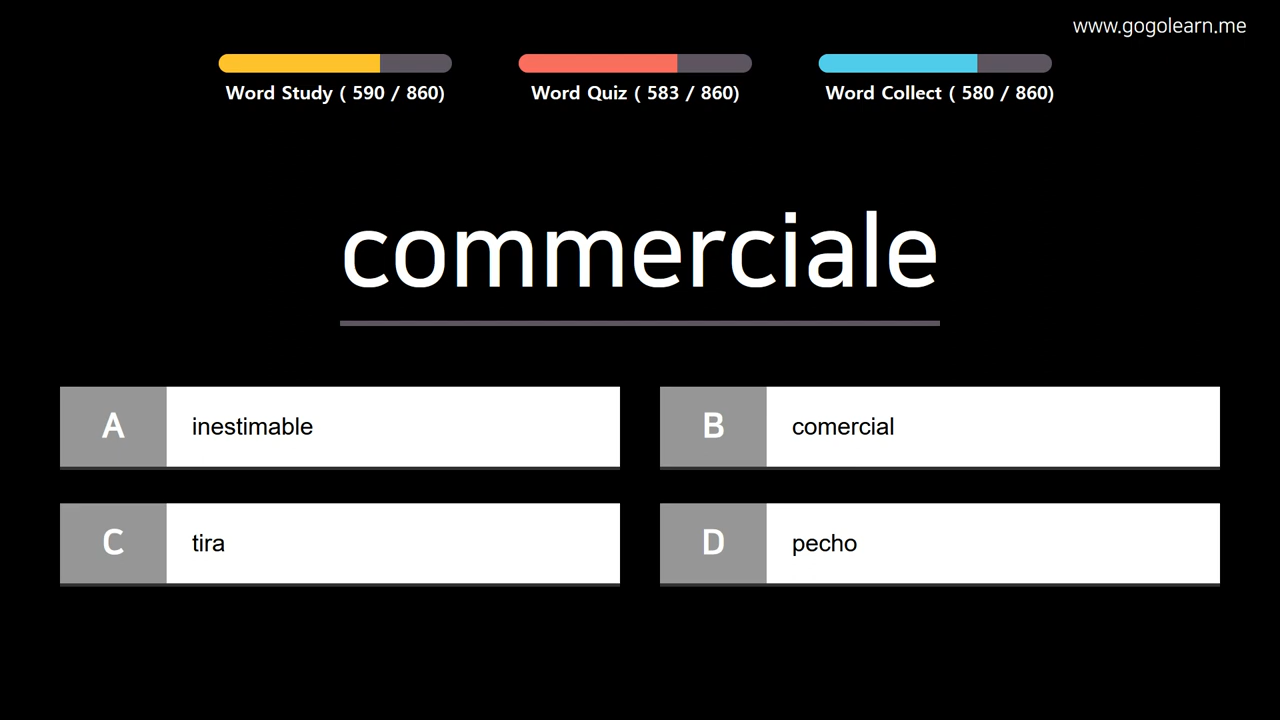 www.gogolearn.me
Word Study ( 590 / 860)
Word Quiz ( 583 / 860)
Word Collect ( 580 / 860)
commerciale
A inestimable
B comercial
C tira
D pecho